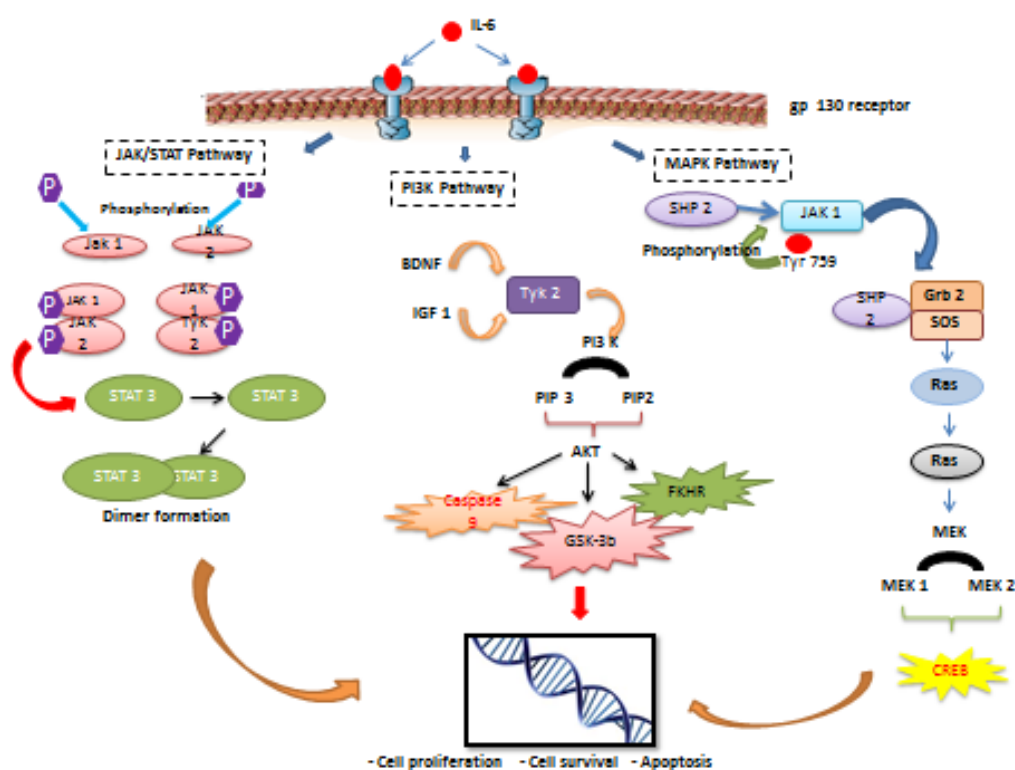 IL-6
gp 130 receptor
JAK/STAT Pathway
PI3K Pathway
MAPK Pathway
P
P
Phosphorylation
Jak 1
JAK
2
P
JAK 1
P
JAK
2
JAK
1
P
TyK
2
P
STAT 3
STAT 3
STAT 3
STAT 3
Dimer formation
BDNF
IGF 1
Tyk 2
PI3 K
PIP 3
PIP2
AKT
Caspase
9
GSK-3b
FKHR
SHP 2
JAK 1
Phosphorylation
Tyr 759
SHP
2
Grb 2
SOS
Ras
Ras
MEK
MEK 1
MEK 2
CREB
- Cell proliferation - Cell survival - Apoptosis